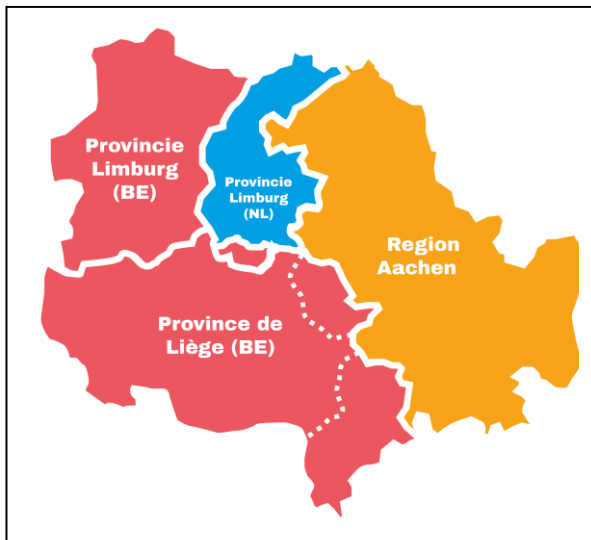 Provincie
Limburg
(BE)
Provincie
Limburg
(NL)
Region
Aachen
Province de
Liège (BE)